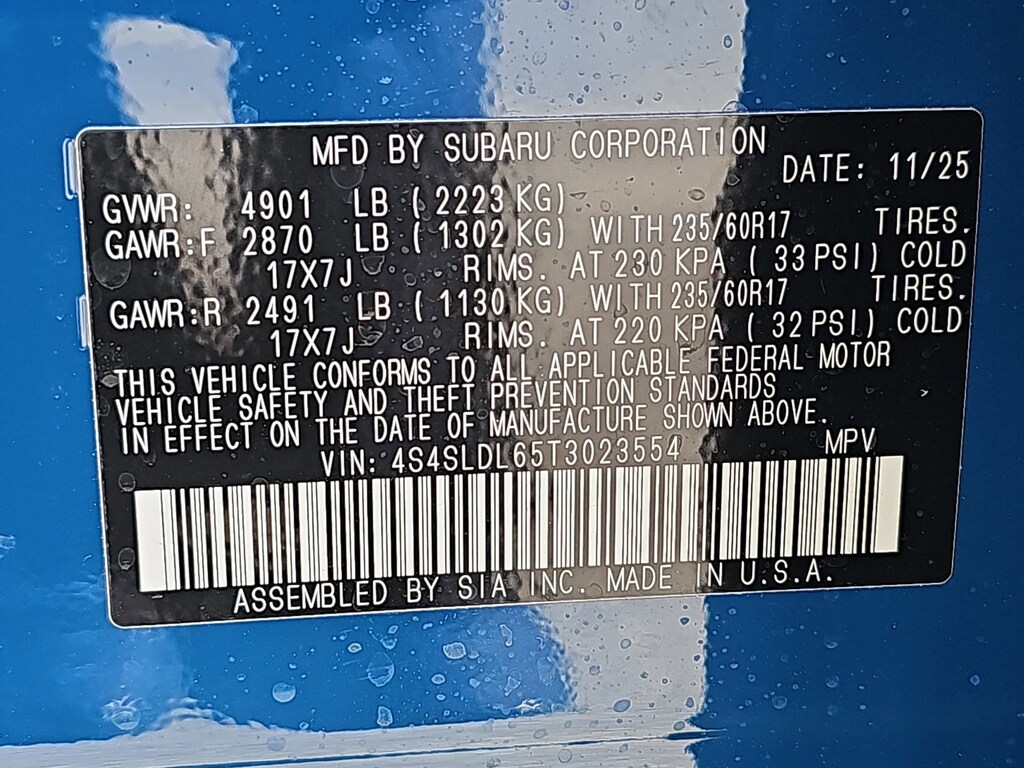 MFD BY SUBARU CORPORATION
DATE: 11/25
GVWR: 4901 LB ( 2223 KG)
GAWR:F 2870 LB ( 1302 KG) WITH 235/60R17 TIRES.
17X7J RIMS. AT 230 KPA ( 33 PSI) COLD
GAWR:R 2491 LB ( 1130 KG) WITH 235/60R17 TIRES.
17X7J RIMS. AT 220 KPA ( 32 PSI) COLD
THIS VEHICLE CONFORMS TO ALL APPLICABLE FEDERAL MOTOR
VEHICLE SAFETY AND THEFT PREVENTION STANDARDS
IN EFFECT ON THE DATE OF MANUFACTURE SHOWN ABOVE.
VIN: 4S4SLDL65T3023554 MPV
ASSEMBLED BY SIA INC. MADE IN U.S.A.